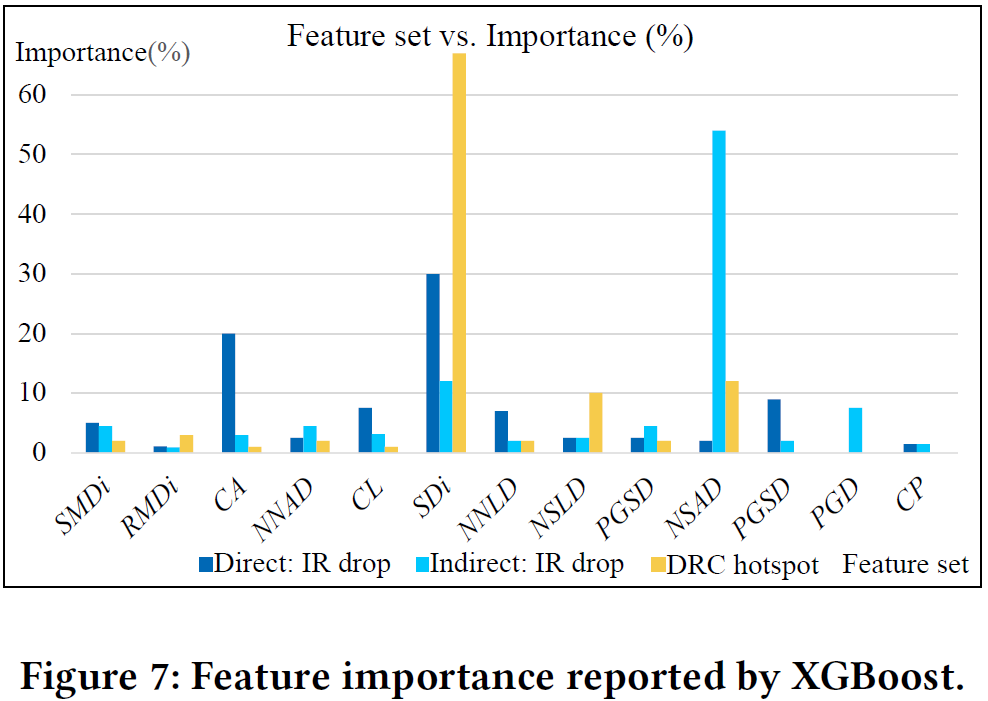 Feature set vs. Importance (%)
Importance(%)
60
50
40
30
20
10
0
SMDi
RMDi
CA
NNAD
CL
SDi
NNLD
NSLD
PGSD
NSAD
PGSD
PGD
CP
Direct: IR drop Indirect: IR drop DRC hotspot Feature set
Figure 7: Feature importance reported by XGBoost.